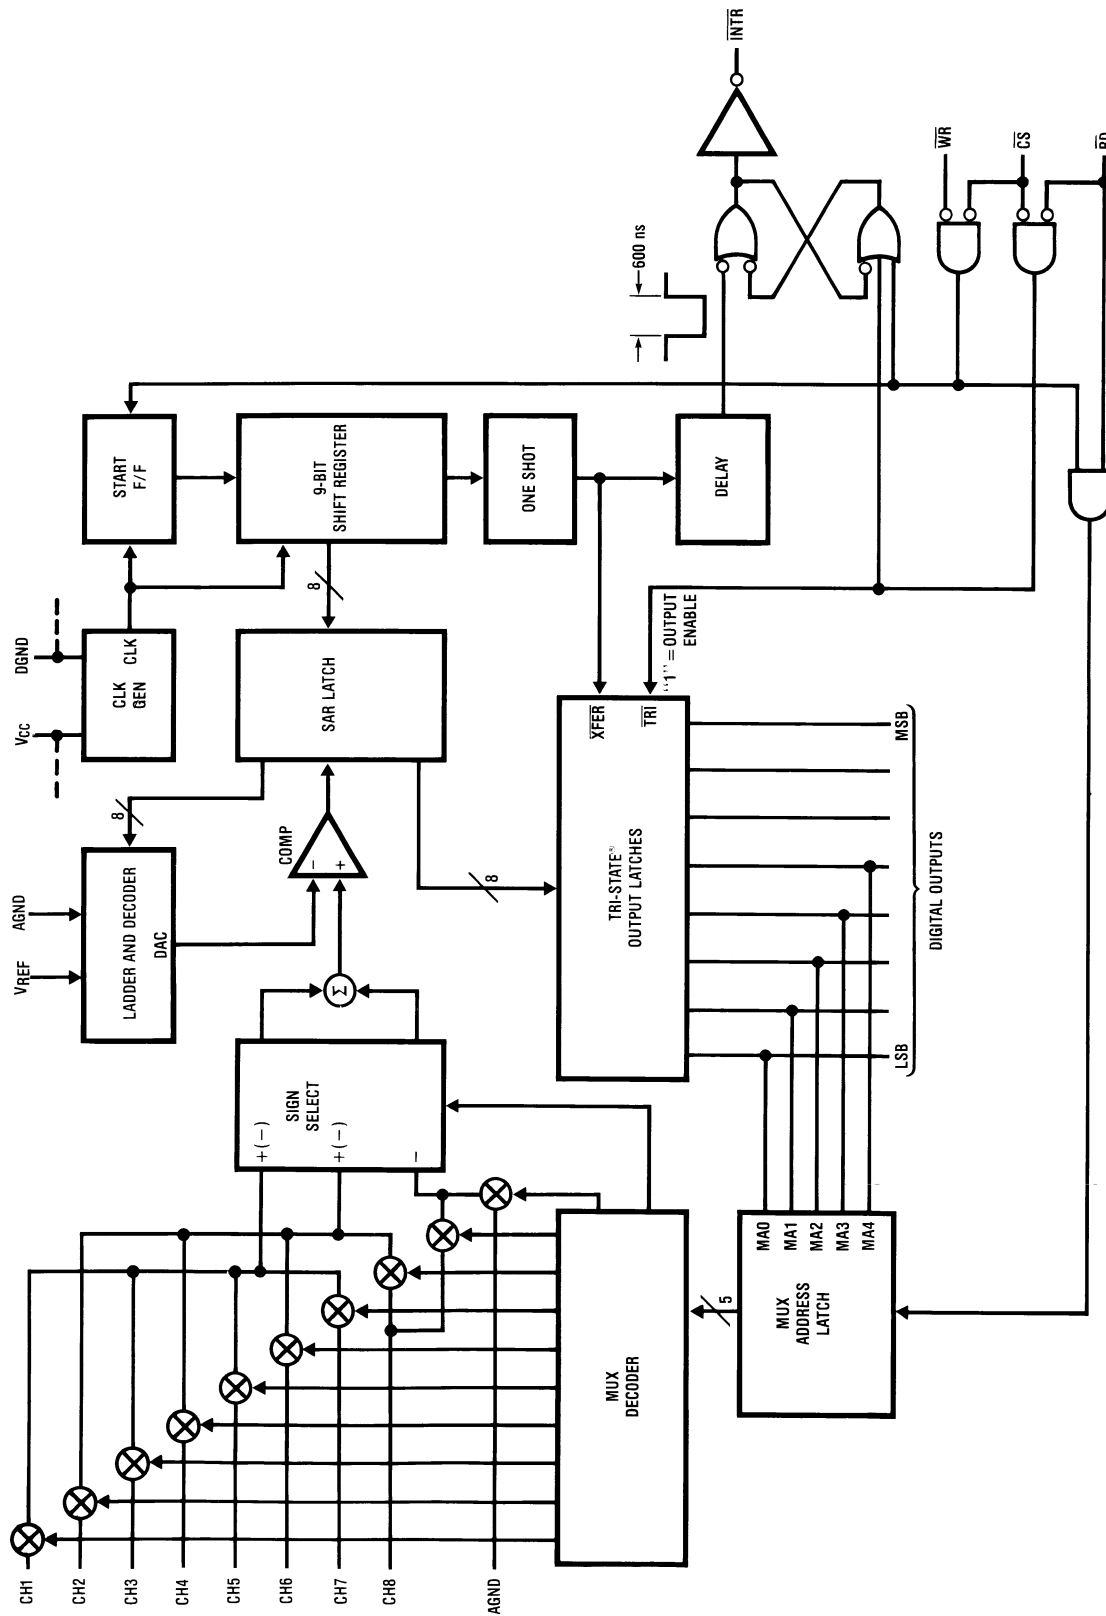 CH1
CH2
CH3
CH4
CH5
CH6
CH7
CH8
AGND
MUX
DECODER
5
MUX
ADDRESS
LATCH
MA0
MA1
MA2
MA3
MA4
+(−)
+(−)
−
SIGN
SELECT
Σ
VREF
AGND
LADDER AND DECODER
DAC
8
COMP
−
+
VCC
DGND
CLK
GEN
CLK
SAR LATCH
8
8
TRI-STATE®
OUTPUT LATCHES
XFER
TRI
"1" = OUTPUT
ENABLE
LSB
MSB
DIGITAL OUTPUTS
START
F/F
9-BIT
SHIFT REGISTER
ONE SHOT
DELAY
600 ns
INTR
WR
CS